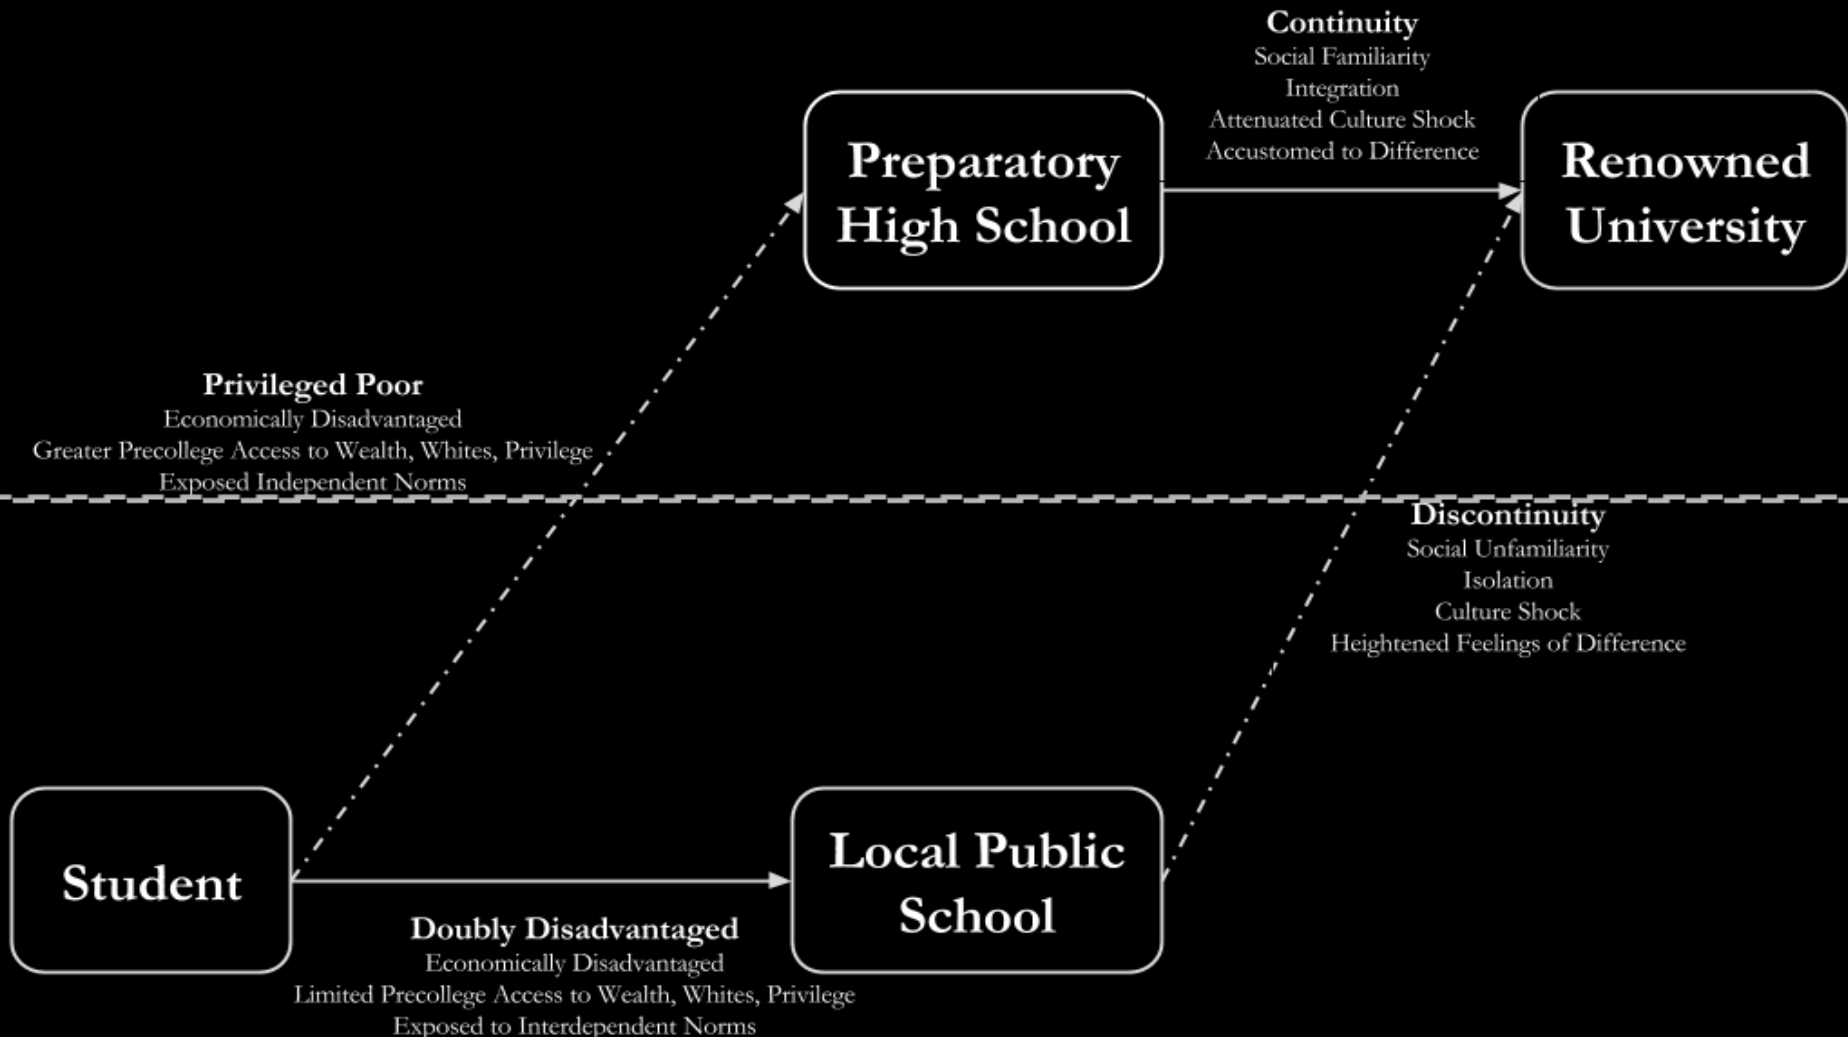 Continuity
Social Familiarity
Integration
Attenuated Culture Shock
Accustomed to Difference
Preparatory
High School
Renowned
University
Privileged Poor
Economically Disadvantaged
Greater Precollege Access to Wealth, Whites, Privilege
Exposed Independent Norms
Discontinuity
Social Unfamiliarity
Isolation
Culture Shock
Heightened Feelings of Difference
Student
Local Public
School
Doubly Disadvantaged
Economically Disadvantaged
Limited Precollege Access to Wealth, Whites, Privilege
Exposed to Interdependent Norms